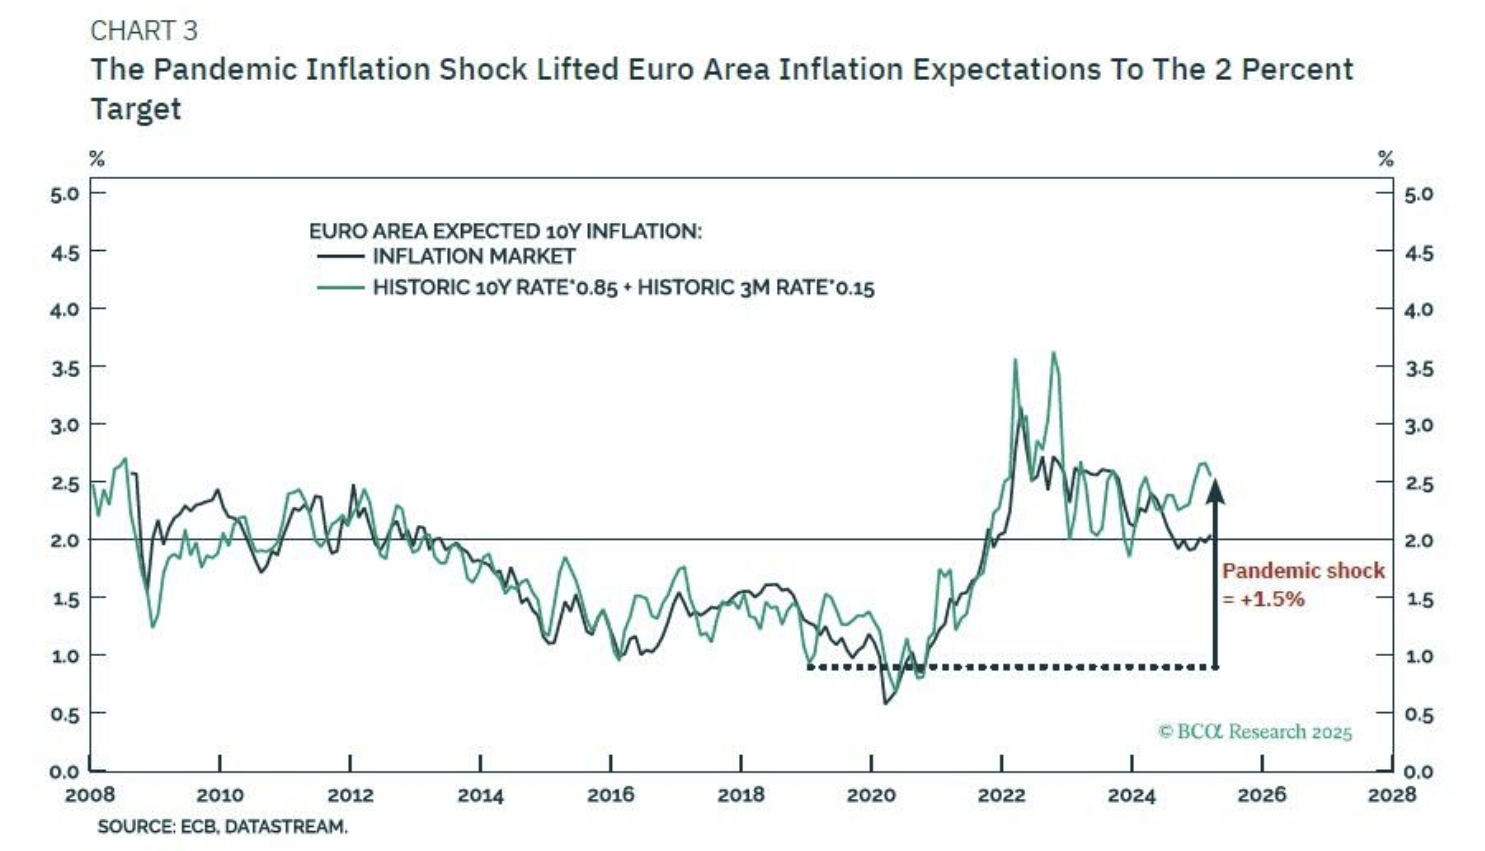 CHART 3
The Pandemic Inflation Shock Lifted Euro Area Inflation Expectations To The 2 Percent
Target
% %
5.0 5.0
EURO AREA EXPECTED 10Y INFLATION:
4.5 INFLATION MARKET 4.5
HISTORIC 10Y RATE*0.85 + HISTORIC 3M RATE*0.15
4.0 4.0
3.5 3.5
3.0 3.0
2.5 2.5
2.0 2.0
Pandemic shock
1.5 = +1.5% 1.5
1.0 1.0
0.5 0.5
© BCα Research 2025
0.0 0.0
2008 2010 2012 2014 2016 2018 2020 2022 2024 2026 2028
SOURCE: ECB, DATASTREAM.